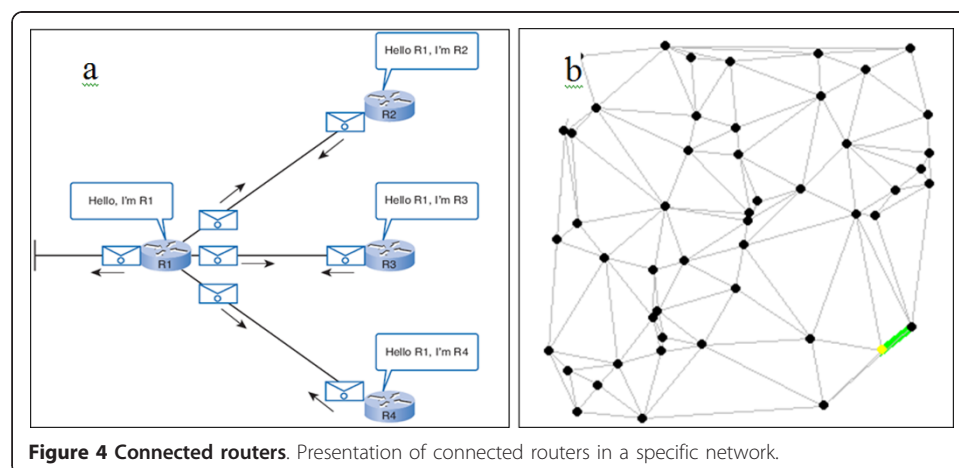 a
Hello R1, I'm R2
R2
Hello, I'm R1
R1
Hello R1, I'm R3
R3
Hello R1, I'm R4
R4
b
Figure 4 Connected routers. Presentation of connected routers in a specific network.